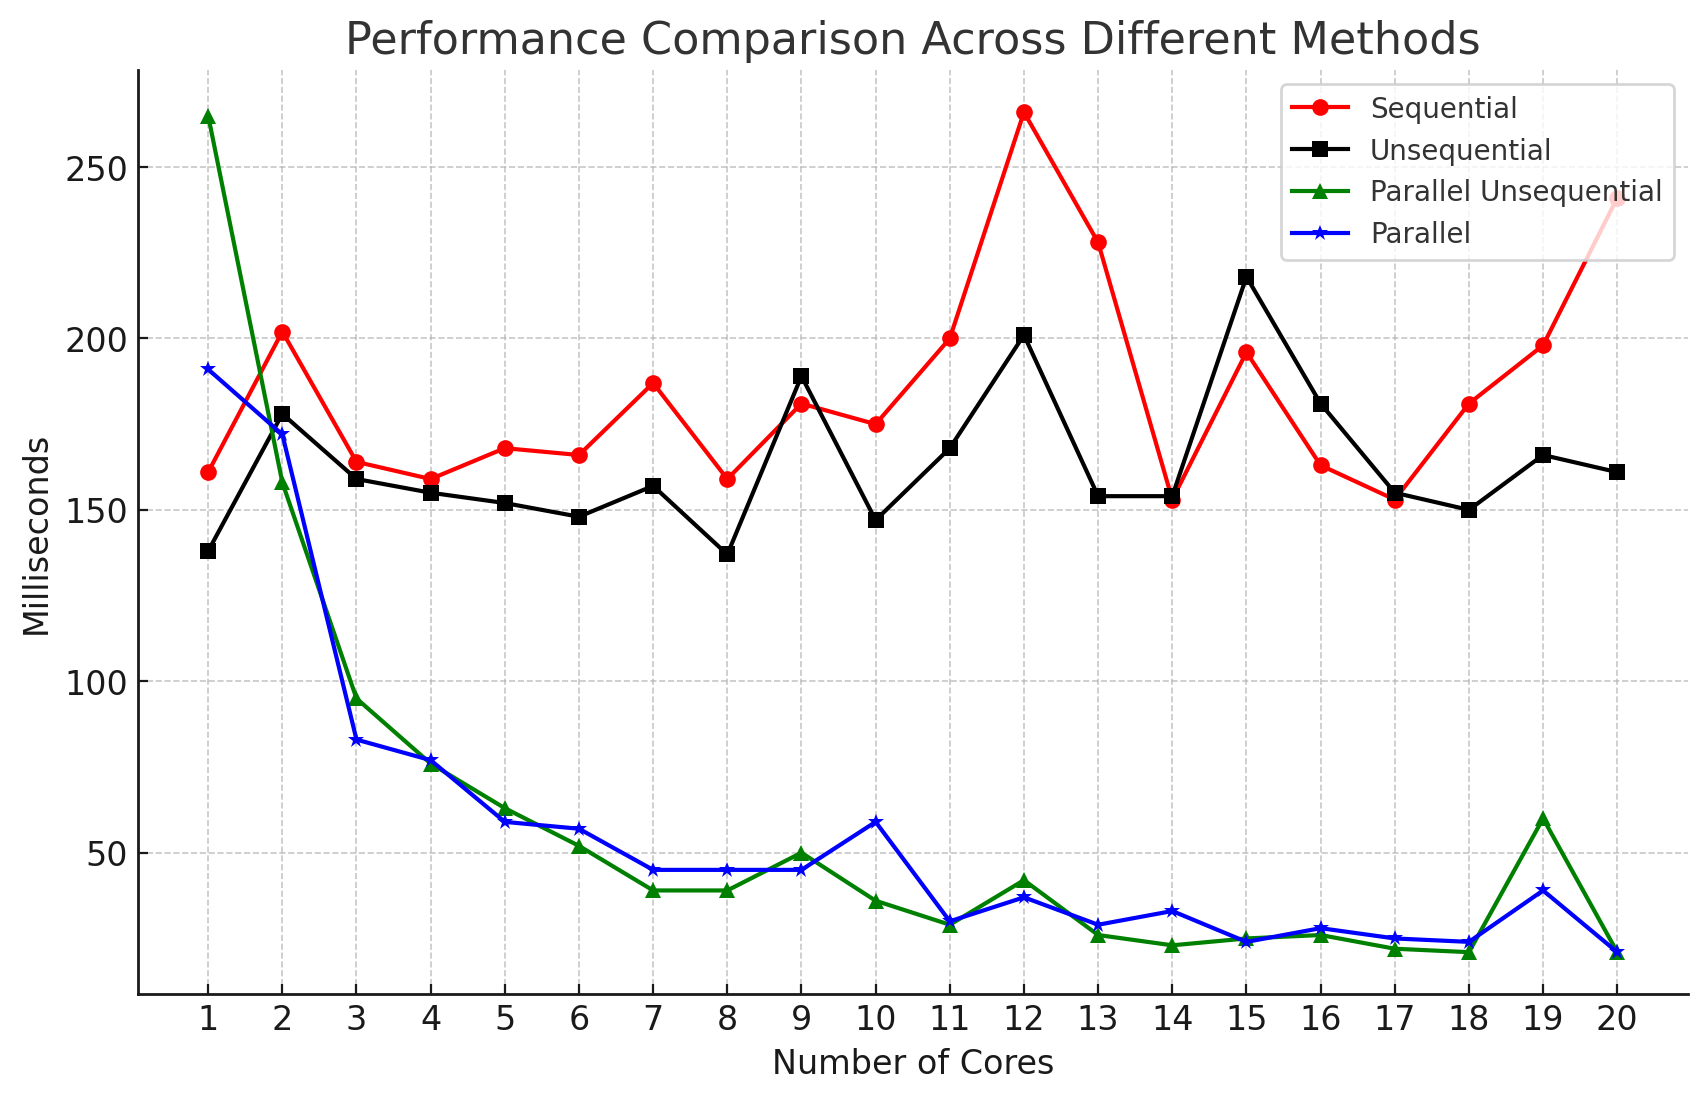 Performance Comparison Across Different Methods
Sequential
Unsequential
Parallel Unsequential
Parallel
Milliseconds
250
200
150
100
50
1 2 3 4 5 6 7 8 9 10 11 12 13 14 15 16 17 18 19 20
Number of Cores